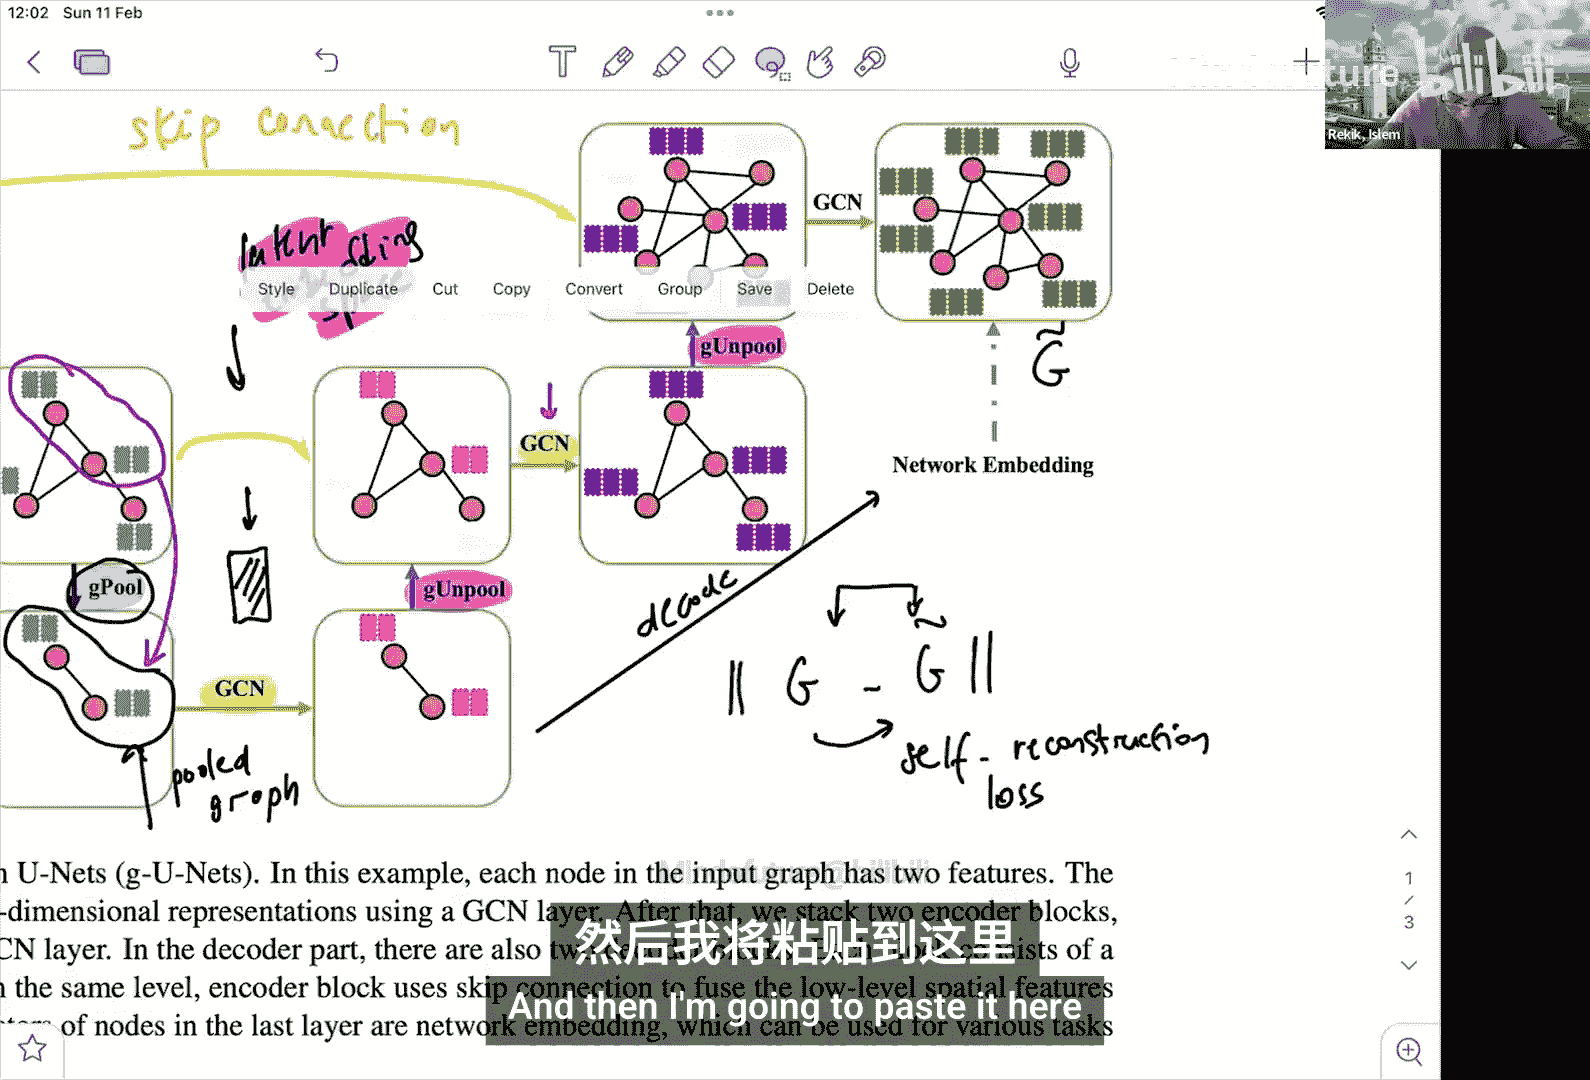 12:02 Sun 11 Feb
ture
bilibili
Rekik, Islem
skip connection
GCN
latent
Style Duplicate Cut Copy Convert Group Save Delete
gUnpool
G̃
GCN
Network Embedding
gPool
gUnpool
decode
GCN
|| G - G̃ ||
self-reconstruction
loss
pooled
graph
1
3
U-Nets (g-U-Nets). In this example, each node in the input graph has two features. The
-dimensional representations using a GCN layer. After that, we stack two encoder blocks,
CN layer. In the decoder part, there are also
of a
the same level, encoder block uses skip connection to fuse the low-level spatial features
of nodes in the last layer are network embedding, which can be used for various tasks
然后我将粘贴到这里
And then I'm going to paste it here